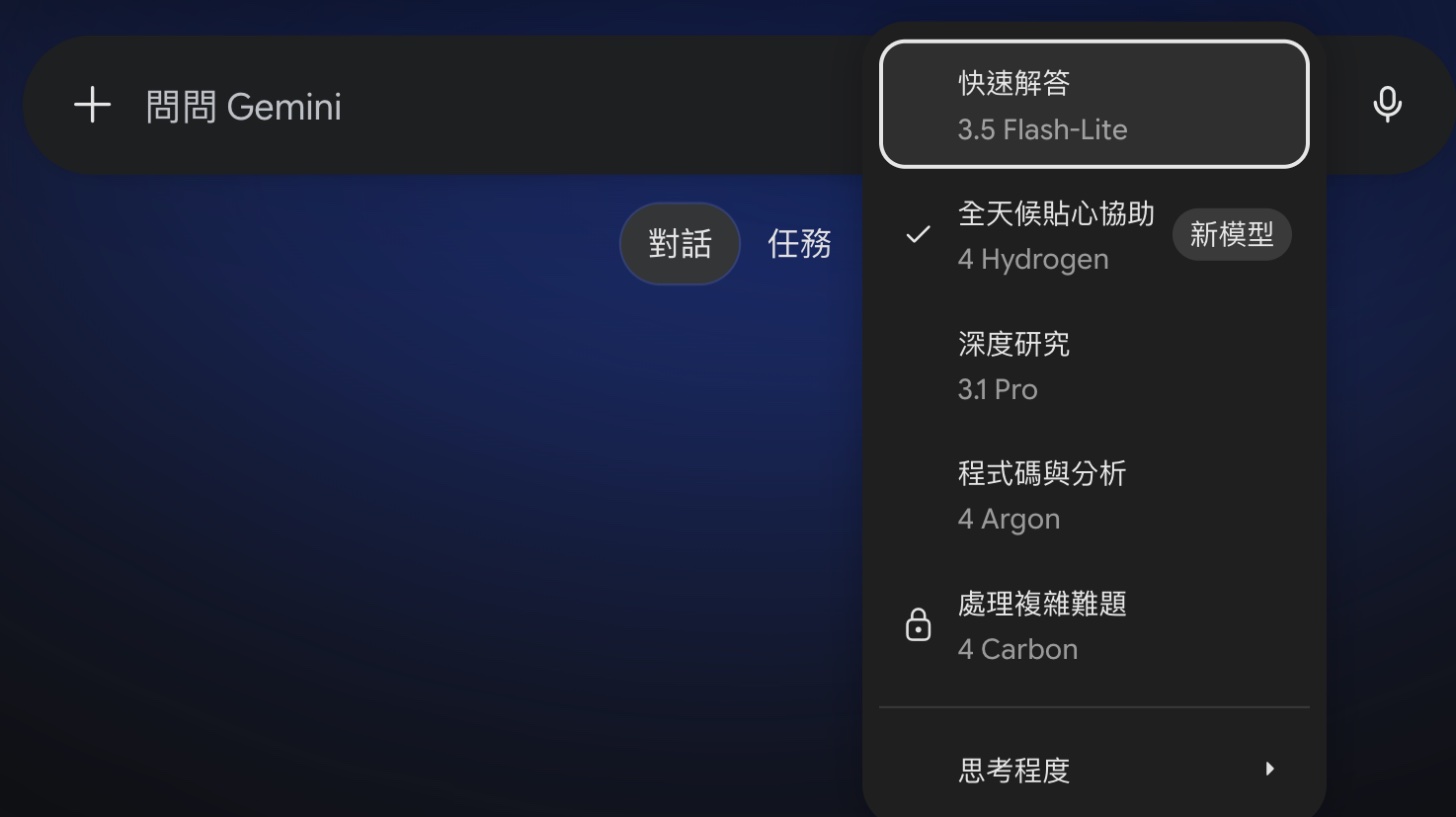 問問 Gemini
對話
任務
快速解答
3.5 Flash-Lite
全天候貼心協助
4 Hydrogen
新模型
深度研究
3.1 Pro
程式碼與分析
4 Argon
處理複雜難題
4 Carbon
思考程度